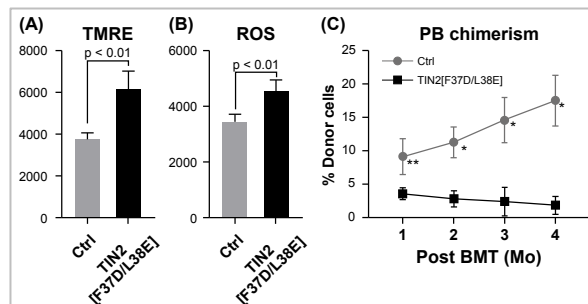 (A) TMRE
8000
6000
4000
2000
0
p < 0.01
Ctrl
TIN2
[F37D/L38E]
(B) ROS
6000
4000
2000
0
p < 0.01
Ctrl
TIN2
[F37D/L38E]
(C) PB chimerism
% Donor cells
25
20
15
10
5
0
Ctrl
TIN2[F37D/L38E]
**
*
*
*
1 2 3 4
Post BMT (Mo)